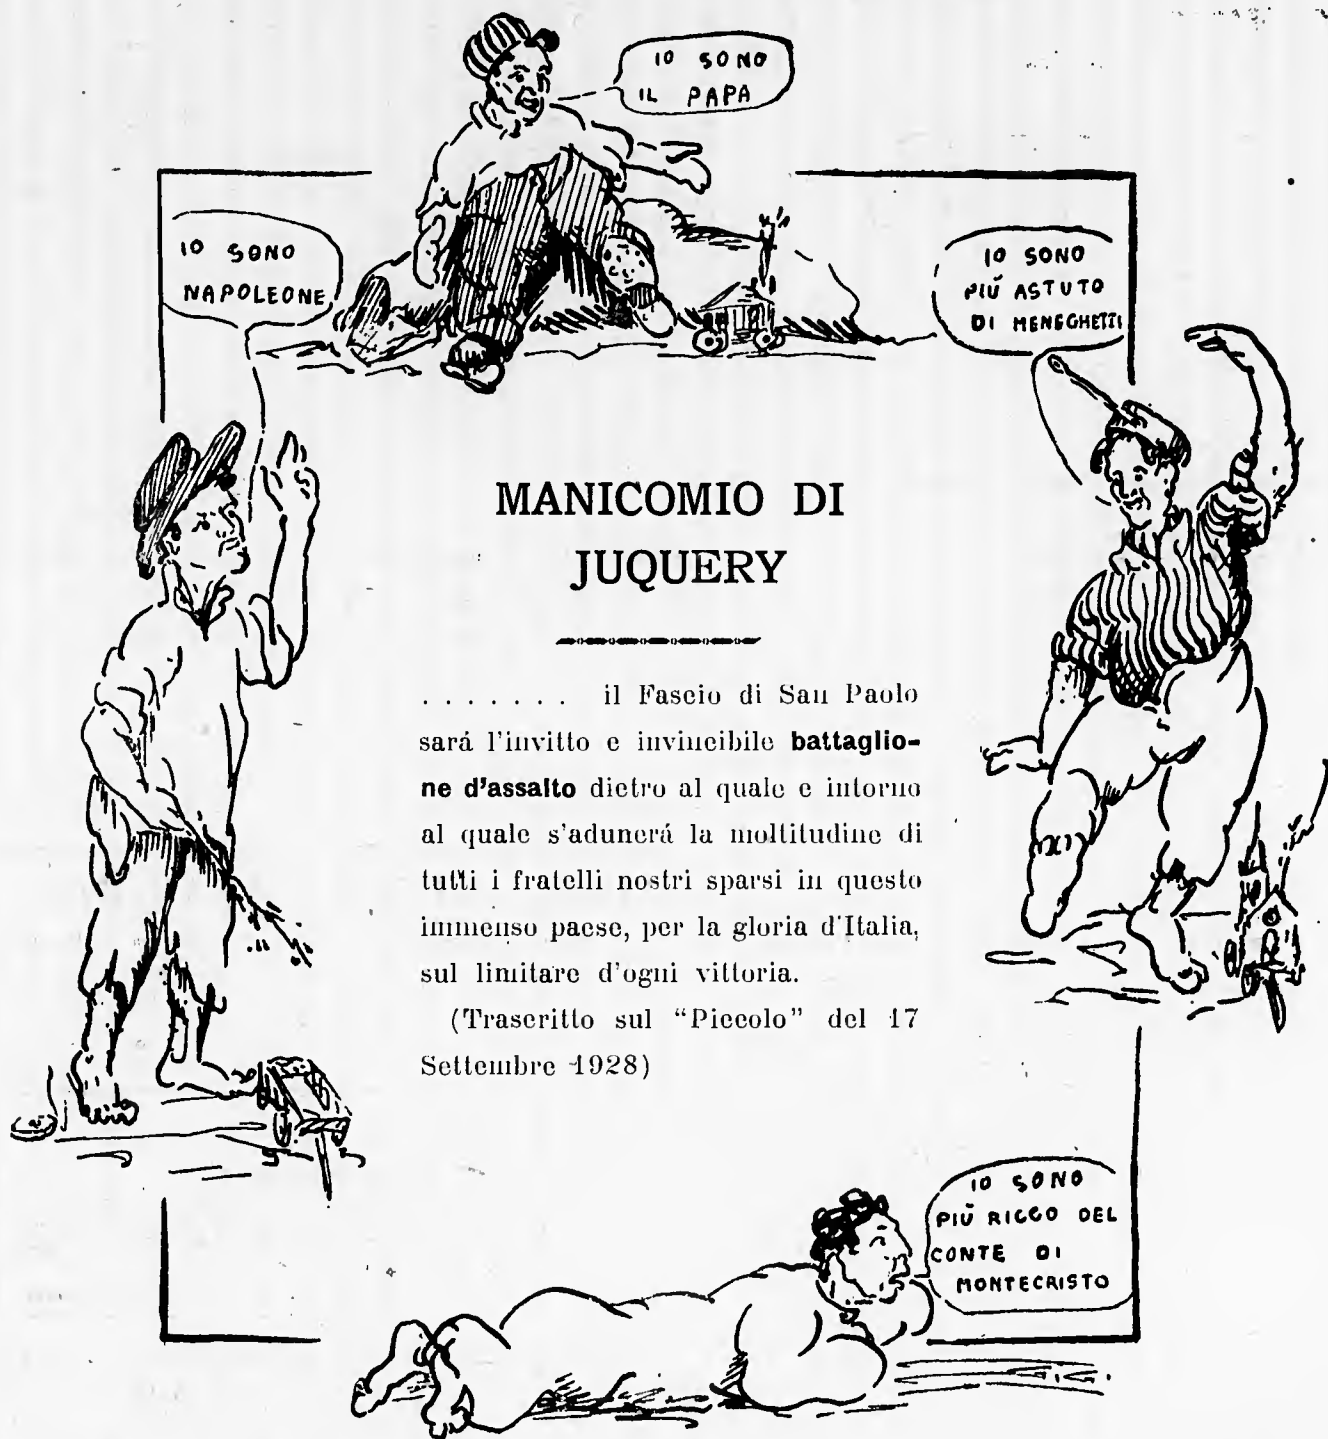 IO SONO
IL PAPA
IO SONO
NAPOLEONE
IO SONO
PIŬ ASTUTO
DI MENEGHETTI
MANICOMIO DI
JUQUERY
. . . . . . . il Fascio di San Paolo
sará l'invitto e invincibile battaglio-
ne d'assalto dietro al quale e intorno
al quale s'adunerá la moltitudine di
tutti i fratelli nostri sparsi in questo
immenso paese, per la gloria d'Italia,
sul limitare d'ogni vittoria.
(Trascritto sul "Piccolo" del 17
Settembre 1928)
IO SONO
PIŬ RICCO DEL
CONTE DI
MONTECRISTO